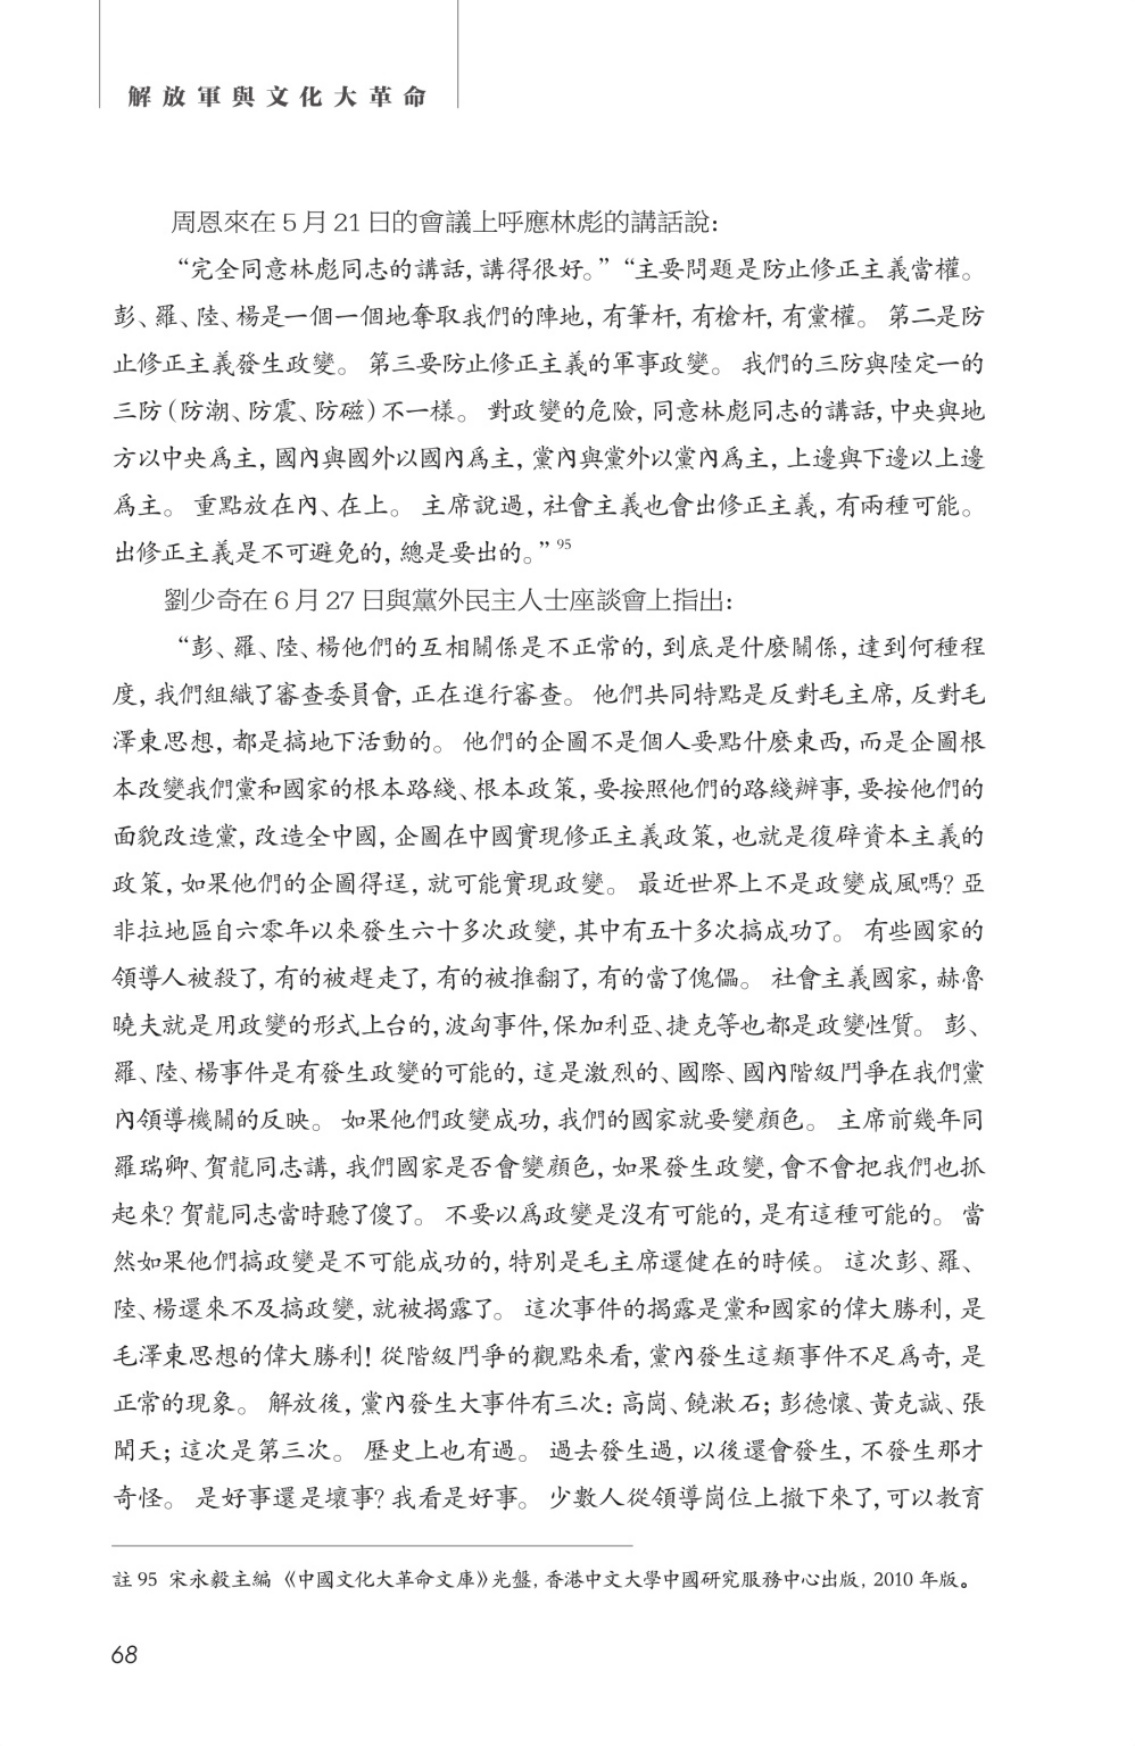 解放軍與文化大革命
周恩來在 5 月 21 日的會議上呼應林彪的講話說：
“完全同意林彪同志的講話，講得很好。”“主要問題是防止修正主義當權。
彭、羅、陸、楊是一個一個地奪取我們的陣地，有筆杆，有槍杆，有黨權。第二是防
止修正主義發生政變。第三要防止修正主義的軍事政變。我們的三防與陸定一的
三防（防潮、防震、防磁）不一樣。對政變的危險，同意林彪同志的講話，中央與地
方以中央爲主，國內與國外以國內爲主，黨內與黨外以黨內爲主，上邊與下邊以上邊
爲主。重點放在內、在上。主席說過，社會主義也會出修正主義，有兩種可能。
出修正主義是不可避免的，總是要出的。”95
劉少奇在 6 月 27 日與黨外民主人士座談會上指出：
“彭、羅、陸、楊他們的互相關係是不正常的，到底是什麽關係，達到何種程
度，我們組織了審查委員會，正在進行審查。他們共同特點是反對毛主席，反對毛
澤東思想，都是搞地下活動的。他們的企圖不是個人要點什麽東西，而是企圖根
本改變我們黨和國家的根本路綫、根本政策，要按照他們的路綫辦事，要按他們的
面貌改造黨，改造全中國，企圖在中國實現修正主義政策，也就是復辟資本主義的
政策，如果他們的企圖得逞，就可能實現政變。最近世界上不是政變成風嗎？亞
非拉地區自六零年以來發生六十多次政變，其中有五十多次搞成功了。有些國家的
領導人被殺了，有的被趕走了，有的被推翻了，有的當了傀儡。社會主義國家，赫魯
曉夫就是用政變的形式上台的，波匈事件，保加利亞、捷克等也都是政變性質。彭、
羅、陸、楊事件是有發生政變的可能的，這是激烈的、國際、國內階級鬥爭在我們黨
內領導機關的反映。如果他們政變成功，我們的國家就要變顔色。主席前幾年同
羅瑞卿、賀龍同志講，我們國家是否會變顔色，如果發生政變，會不會把我們也抓
起來？賀龍同志當時聽了傻了。不要以爲政變是沒有可能的，是有這種可能的。當
然如果他們搞政變是不可能成功的，特別是毛主席還健在的時候。這次彭、羅、
陸、楊還來不及搞政變，就被揭露了。這次事件的揭露是黨和國家的偉大勝利，是
毛澤東思想的偉大勝利！從階級鬥爭的觀點來看，黨內發生這類事件不足爲奇，是
正常的現象。解放後，黨內發生大事件有三次：高崗、饒漱石；彭德懷、黃克誠、張
聞天；這次是第三次。歷史上也有過。過去發生過，以後還會發生，不發生那才
奇怪。是好事還是壞事？我看是好事。少數人從領導崗位上撤下來了，可以教育
註 95 宋永毅主編《中國文化大革命文庫》光盤，香港中文大學中國研究服務中心出版，2010 年版。
68